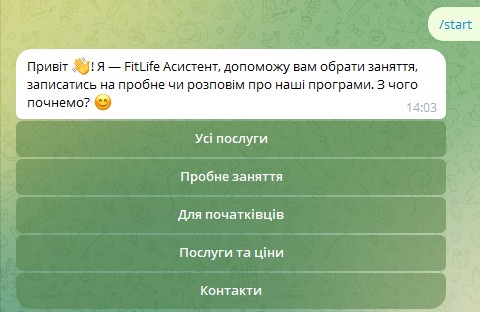 /start
Привіт 👋! Я — FitLife Асистент, допоможу вам обрати заняття,
записатись на пробне чи розповім про наші програми. З чого
почнемо? 😊
14:03
Усі послуги
Пробне заняття
Для початківців
Послуги та ціни
Контакти